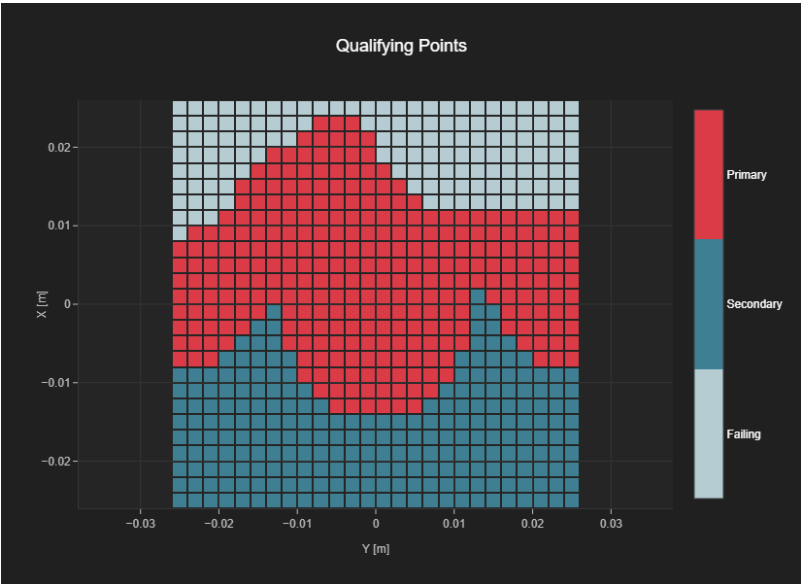 Qualifying Points
0.02
0.01
0
−0.01
−0.02
X [m]
−0.03
−0.02
−0.01
0
0.01
0.02
0.03
Y [m]
Primary
Secondary
Failing